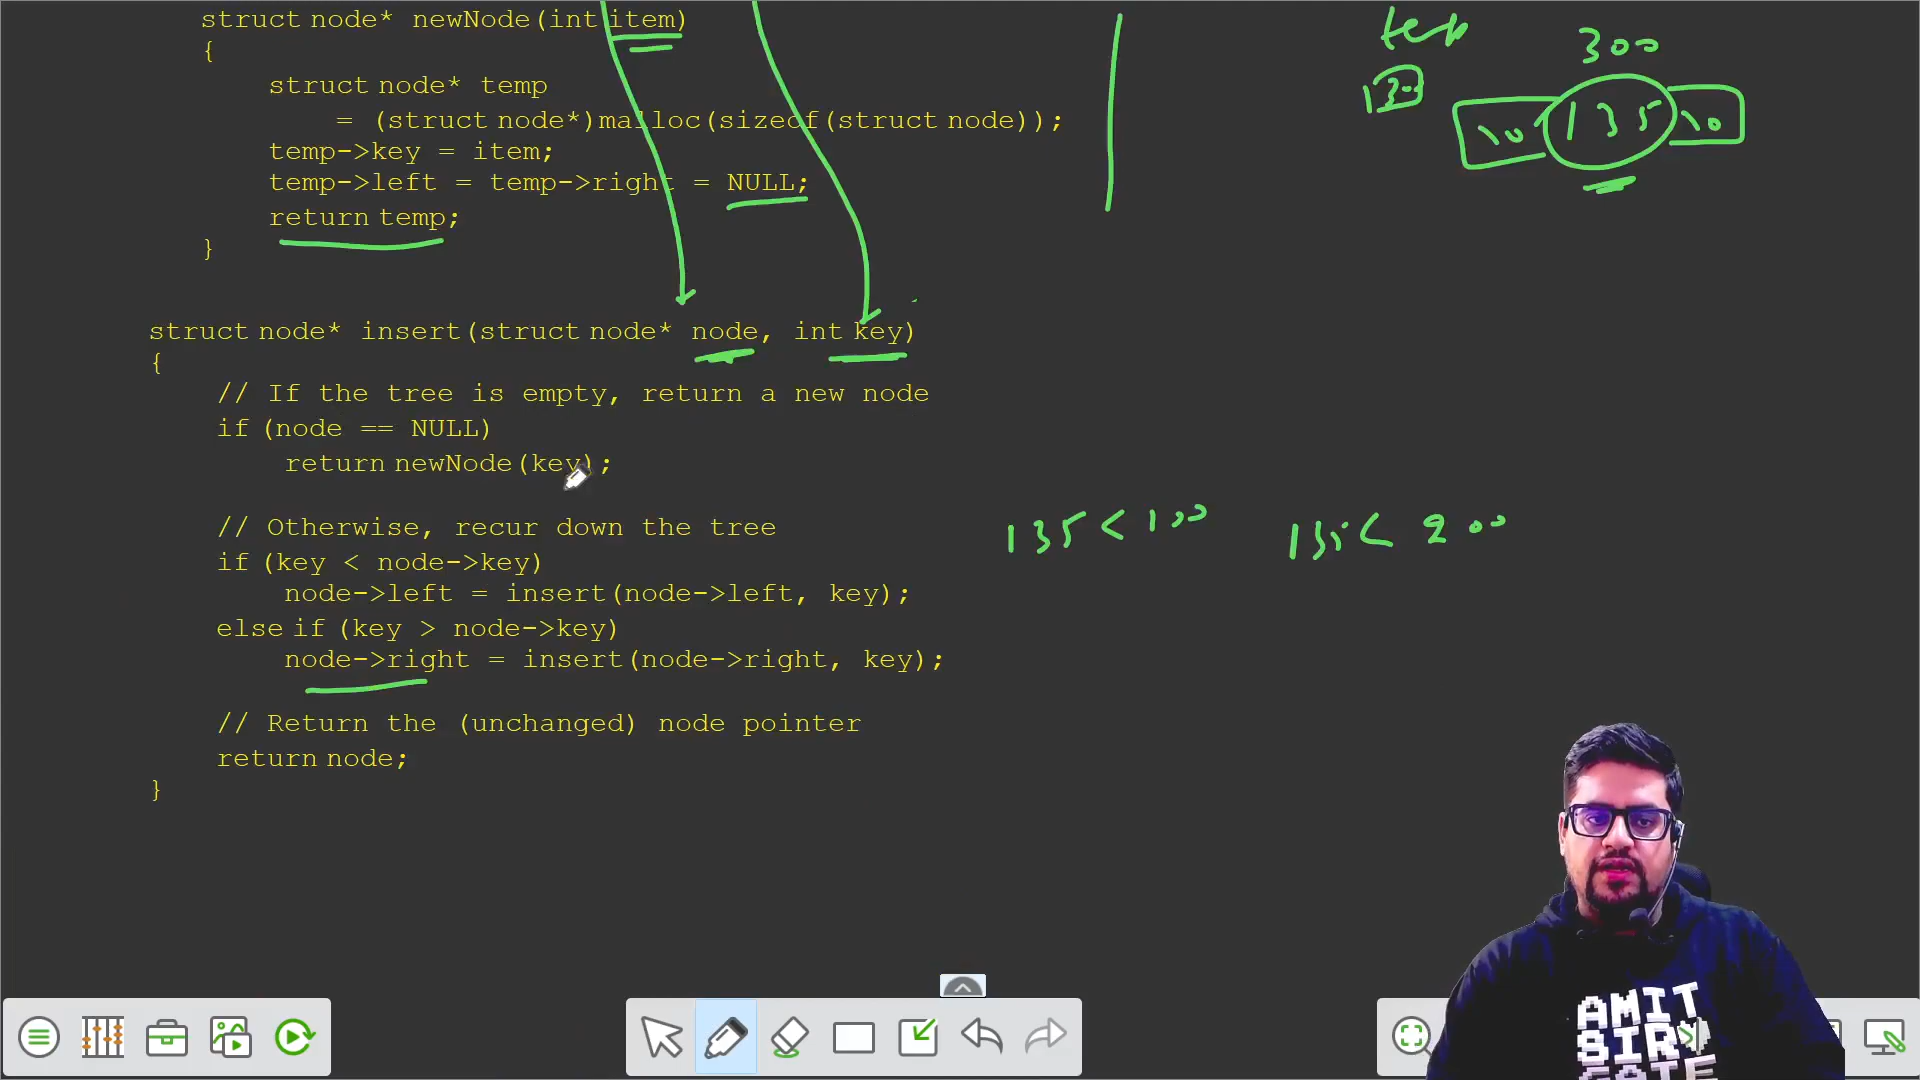 struct node* newNode(int item)
{
struct node* temp
= (struct node*)malloc(sizeof(struct node));
temp->key = item;
temp->left = temp->right = NULL;
return temp;
}
300
135
struct node* insert(struct node* node, int key)
{
// If the tree is empty, return a new node
if (node == NULL)
return newNode(key);
// Otherwise, recur down the tree
if (key < node->key)
node->left = insert(node->left, key);
else if (key > node->key)
node->right = insert(node->right, key);
// Return the (unchanged) node pointer
return node;
}
135 < 100
135 < 200
AMIT